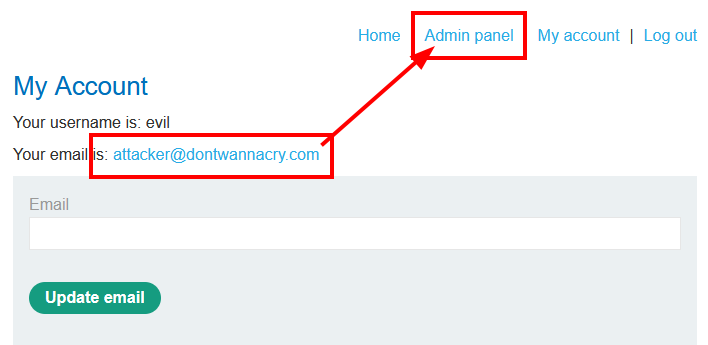 Home Admin panel My account | Log out
My Account
Your username is: evil
Your email is: attacker@dontwannacry.com
Email
Update email